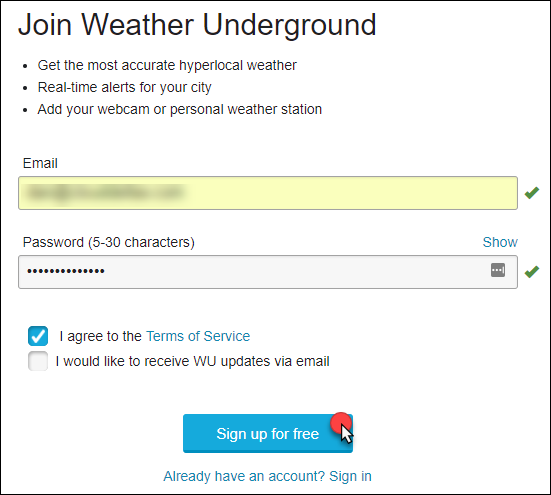 Join Weather Underground
Get the most accurate hyperlocal weather
Real-time alerts for your city
Add your webcam or personal weather station
Email
Password (5-30 characters) Show
••••••••••••••
I agree to the Terms of Service
I would like to receive WU updates via email
Sign up for free
Already have an account? Sign in